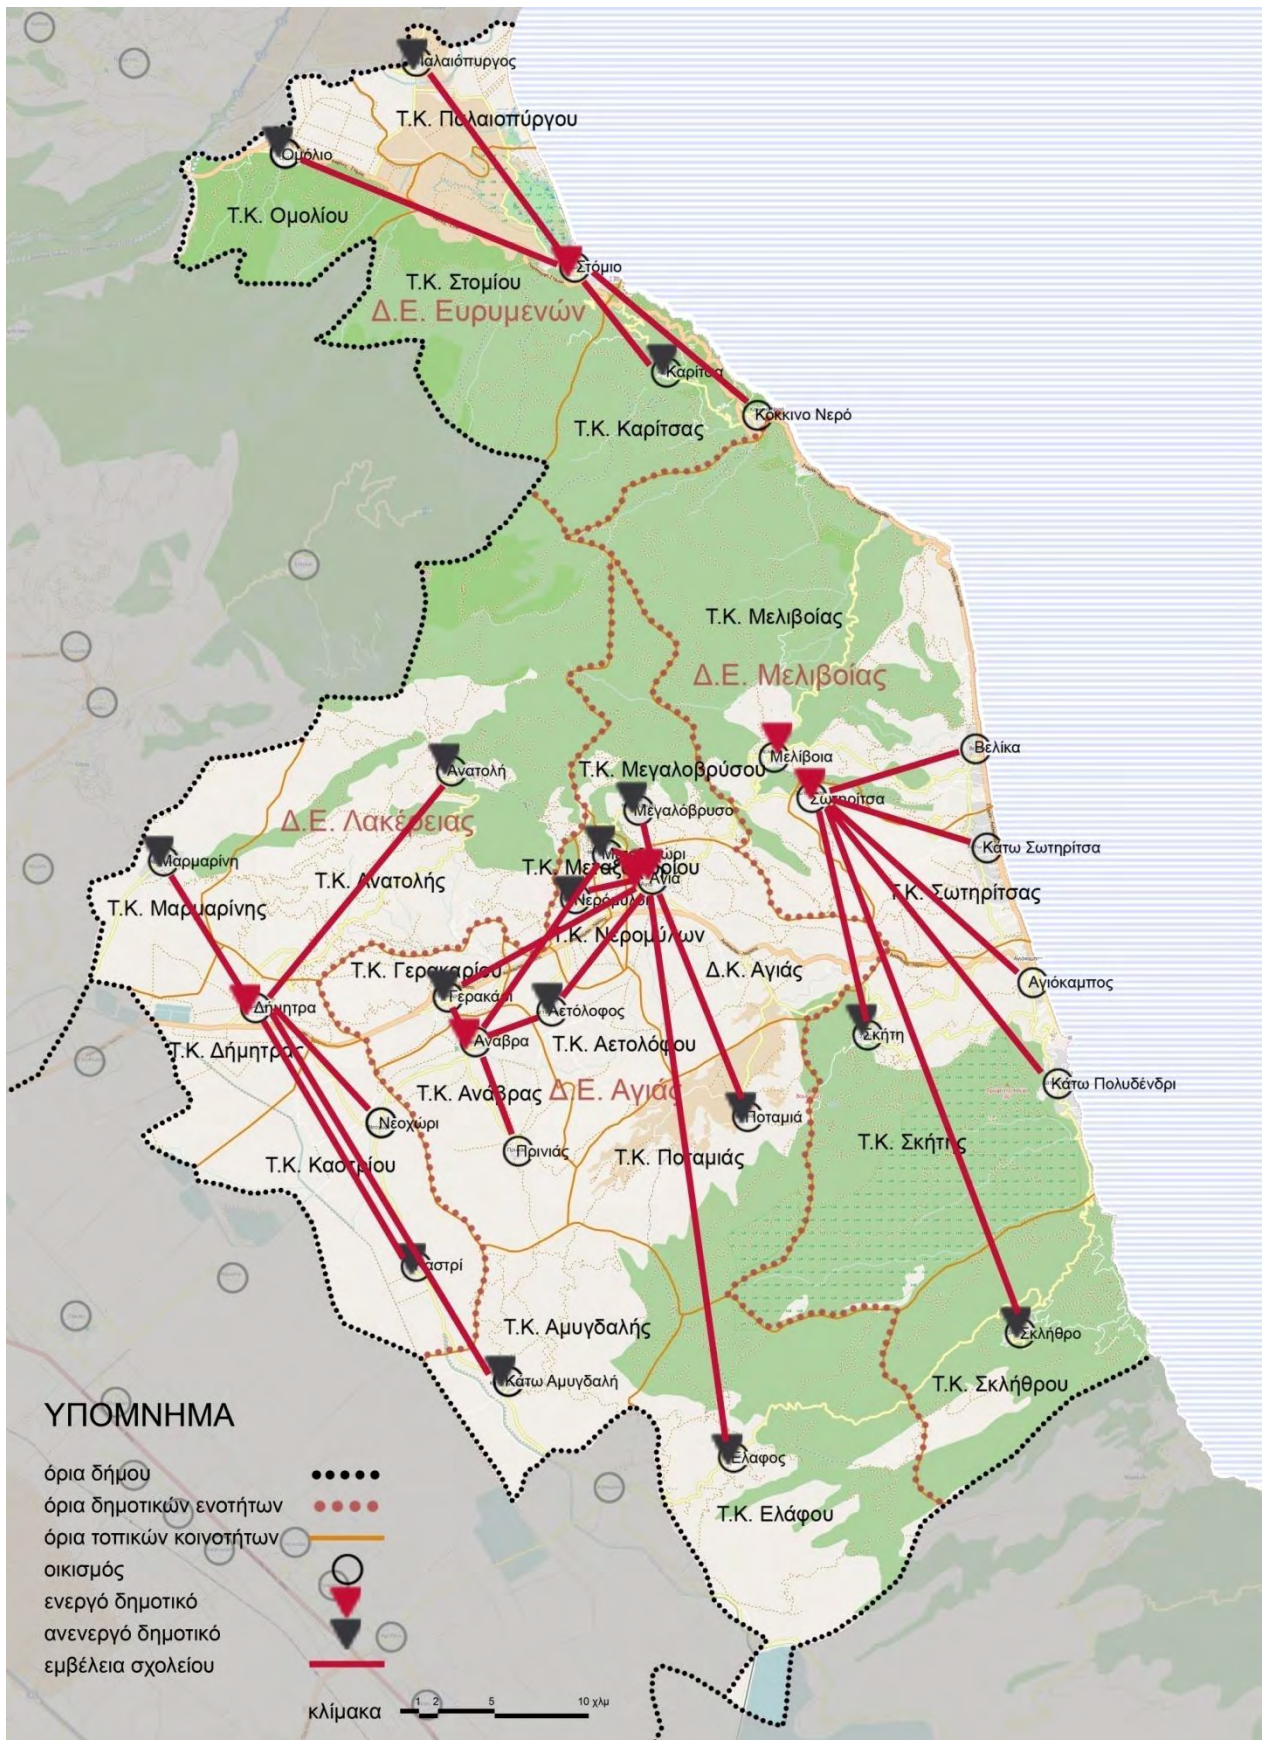 Παλαιόπυργος
Τ.Κ. Παλαιοπύργου
Ομόλιο
Τ.Κ. Ομολίου
Στόμιο
Τ.Κ. Στομίου
Δ.Ε. Ευρυμενών
Καρίτσα
Κόκκινο Νερό
Τ.Κ. Καρίτσας
Τ.Κ. Μελιβοίας
Δ.Ε. Μελιβοίας
Βελίκα
Μελίβοια
Ανατολή
Τ.Κ. Μεγαλοβρύσου
Σωτηρίτσα
Μεγαλόβρυσο
Δ.Ε. Λακέρειας
Κάτω Σωτηρίτσα
Μαρμαρίνη
Τ.Κ. Μεταξοχωρίου
Τ.Κ. Ανατολής
Αγιά
Τ.Κ. Σωτηρίτσας
Νερόμυλοι
Τ.Κ. Μαρμαρίνης
Τ.Κ. Νερομύλων
Τ.Κ. Γερακαρίου
Δ.Κ. Αγιάς
Αγιόκαμπος
Γερακάρι
Δήμητρα
Αετόλοφος
Σκήτη
Ανάβρα
Τ.Κ. Αετολόφου
Τ.Κ. Δήμητρας
Κάτω Πολυδένδρι
Τ.Κ. Ανάβρας
Δ.Ε. Αγιάς
Ποταμιά
Νεοχώρι
Τ.Κ. Σκήτης
Πρινιάς
Τ.Κ. Ποταμιάς
Τ.Κ. Καστρίου
Καστρί
Τ.Κ. Αμυγδαλής
Σκλήθρο
Κάτω Αμυγδαλή
Τ.Κ. Σκλήθρου
Έλαφος
Τ.Κ. Ελάφου
ΥΠΟΜΝΗΜΑ
όρια δήμου
όρια δημοτικών ενοτήτων
όρια τοπικών κοινοτήτων
οικισμός
ενεργό δημοτικό
ανενεργό δημοτικό
εμβέλεια σχολείου
κλίμακα 1 2 5 10 χλμ